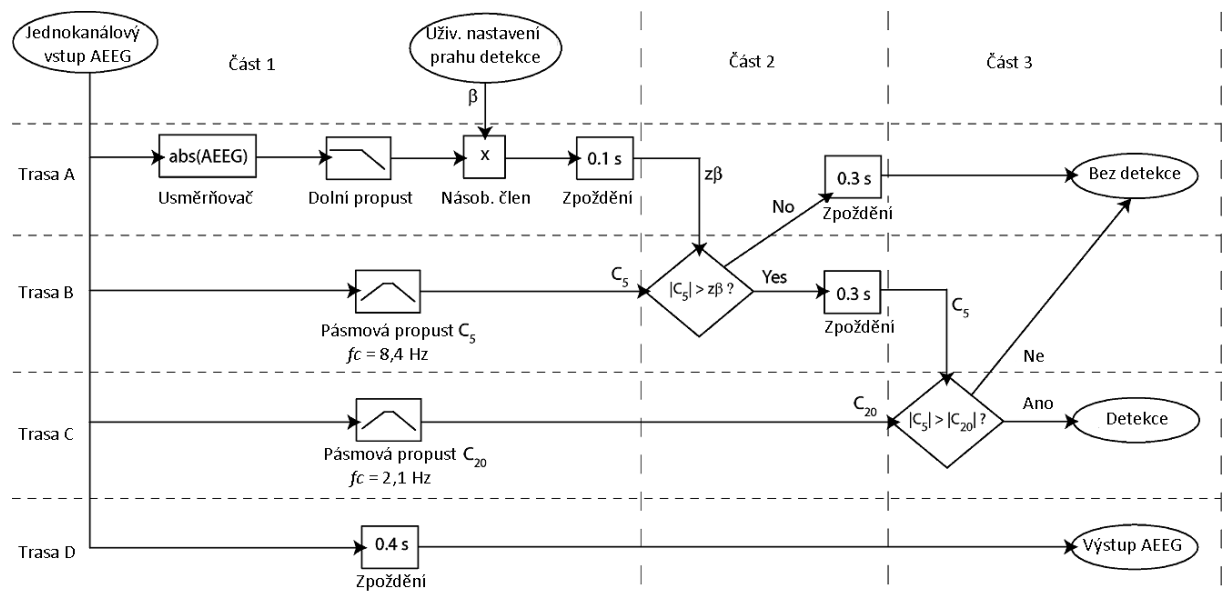 Jednokanálový
vstup AEEG
Uživ. nastavení
prahu detekce
Část 1
Část 2
Část 3
β
Trasa A
abs(AEEG)
Usměrňovač
Dolní propust
x
Násob. člen
0.1 s
Zpoždění
zβ
No
0.3 s
Zpoždění
Bez detekce
Trasa B
Pásmová propust C5
fc = 8,4 Hz
C5
|C5| > zβ ?
Yes
0.3 s
Zpoždění
C5
Ne
Trasa C
Pásmová propust C20
fc = 2,1 Hz
C20
|C5| > |C20| ?
Ano
Detekce
Trasa D
0.4 s
Zpoždění
Výstup AEEG